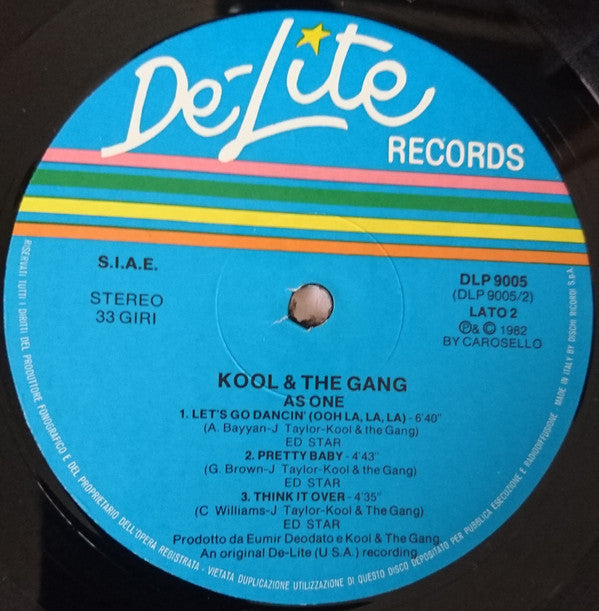 De-Lite
RECORDS
S.I.A.E.
STEREO
33 GIRI
DLP 9005
(DLP 9005/2)
LATO 2
Ⓟ& © 1982
BY CAROSELLO
KOOL & THE GANG
AS ONE
1. LET'S GO DANCIN' (OOH LA, LA, LA) - 6'40"
(A. Bayyan-J Taylor-Kool & the Gang)
ED STAR
2. PRETTY BABY - 4'43"
(G. Brown-J Taylor-Kool & the Gang)
ED STAR
3. THINK IT OVER - 4'35"
(C Williams-J Taylor-Kool & the Gang)
ED STAR
Prodotto da Eumir Deodato e Kool & The Gang
An original De-Lite (U S A.) recording
RISERVATI TUTTI I DIRITTI DEL PRODUTTORE FONOGRAFICO E DEL PROPRIETARIO DELL'OPERA REGISTRATA - VIETATA DUPLICAZIONE UTILIZZAZIONE DI QUESTO DISCO DEPOSITATO PER PUBBLICA ESECUZIONE E RADIODIFFUSIONE
MADE IN ITALY BY DISCHI RICORDI S.p.A.